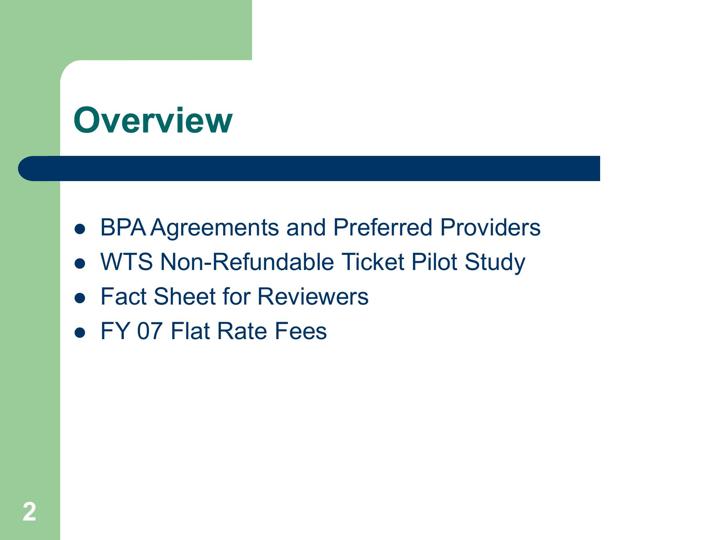 Overview
BPA Agreements and Preferred Providers
WTS Non-Refundable Ticket Pilot Study
Fact Sheet for Reviewers
FY 07 Flat Rate Fees
2